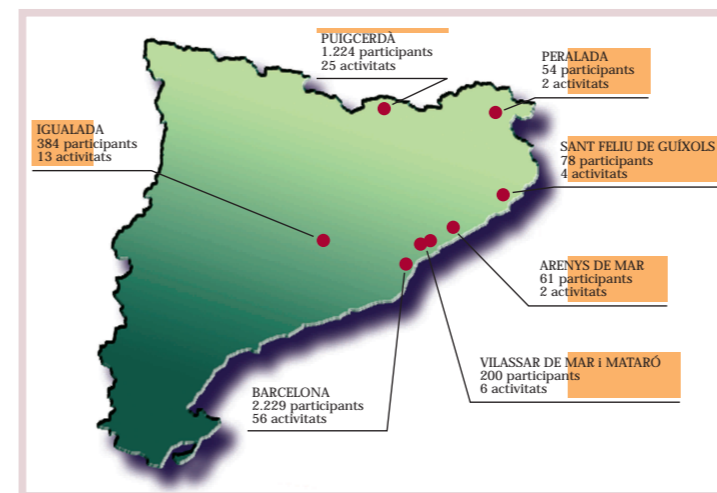 PUIGCERDÀ
1.224 participants
25 activitats
PERALADA
54 participants
2 activitats
IGUALADA
384 participants
13 activitats
SANT FELIU DE GUÍXOLS
78 participants
4 activitats
ARENYS DE MAR
61 participants
2 activitats
VILASSAR DE MAR i MATARÓ
200 participants
6 activitats
BARCELONA
2.229 participants
56 activitats